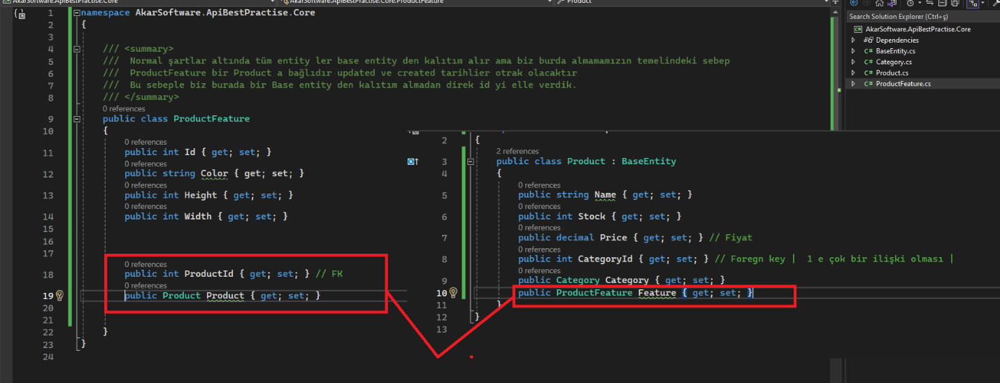 AkarSoftware.ApiBestPractise.Core
AkarSoftware.ApiBestPractise.Core.ProductFeature
Product
1 namespace AkarSoftware.ApiBestPractise.Core
2 {
3
4 /// <summary>
5 /// Normal şartlar altında tüm entity ler base entity den kalıtım alır ama biz burda almamamızın temelindeki sebep
6 /// ProductFeature bir Product a bağlıdır updated ve created tarihlier otrak olacaktır
7 /// Bu sebeple biz burada bir Base entity den kalıtım almadan direk id yi elle verdik.
8 /// </summary>
0 references
9 public class ProductFeature
10 {
0 references
11 public int Id { get; set; }
0 references
12 public string Color { get; set; }
0 references
13 public int Height { get; set; }
0 references
14 public int Width { get; set; }
15
16
17
0 references
18 public int ProductId { get; set; } // FK
0 references
19 public Product Product { get; set; }
20
21
22 }
23 }
24
2 {
2 references
3 public class Product : BaseEntity
4 {
0 references
5 public string Name { get; set; }
0 references
6 public int Stock { get; set; }
0 references
7 public decimal Price { get; set; } // Fiyat
0 references
8 public int CategoryId { get; set; } // Foregn key | 1 e çok bir ilişki olması |
0 references
9 public Category Category { get; set; }
10 public ProductFeature Feature { get; set; }
11 }
12 }
13
Search Solution Explorer (Ctrl+ş)
C# AkarSoftware.ApiBestPractise.Core
Dependencies
C# BaseEntity.cs
C# Category.cs
C# Product.cs
C# ProductFeature.cs